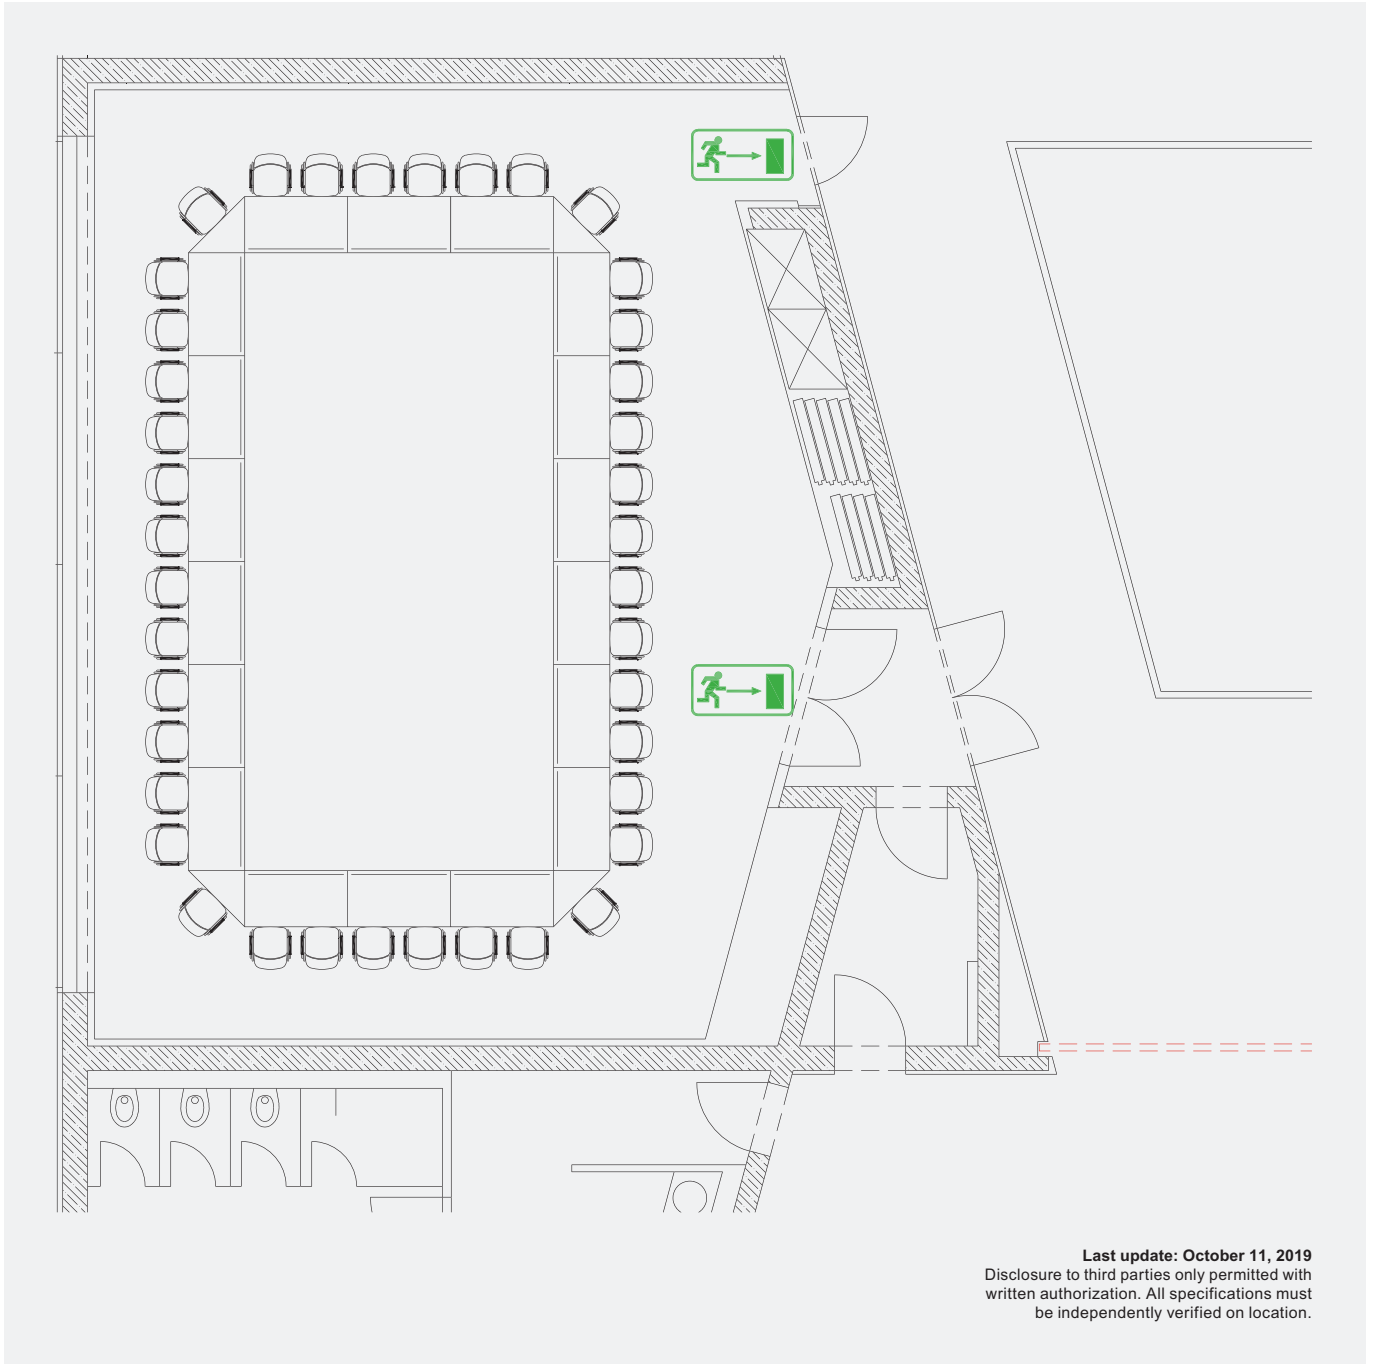 Last update: October 11, 2019
Disclosure to third parties only permitted with
written authorization. All specifications must
be independently verified on location.